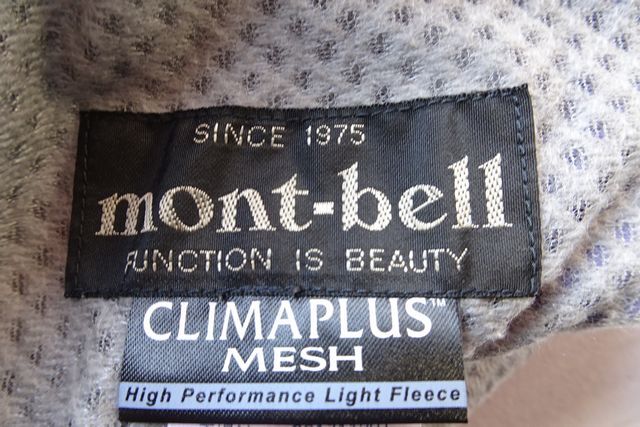 SINCE 1975
mont-bell
FUNCTION IS BEAUTY
CLIMAPLUS™
MESH
High Performance Light Fleece